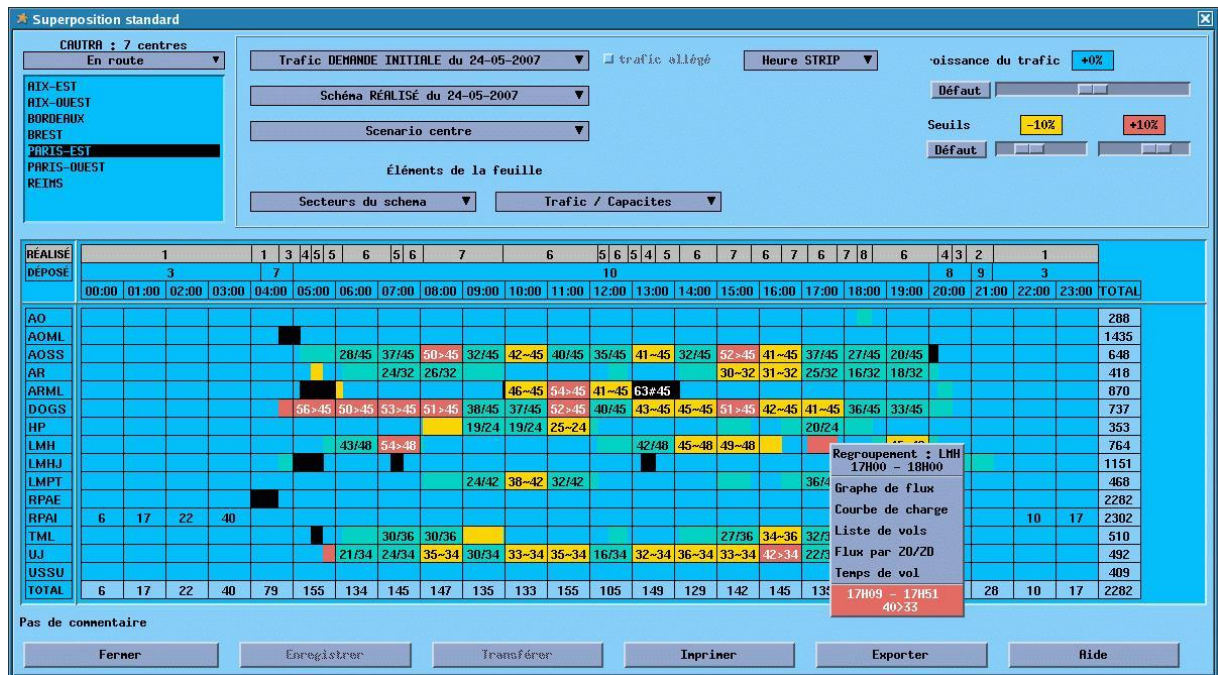 Superposition standard
CAUTRA : 7 centres
En route
AIX-EST
AIX-OUEST
BORDEAUX
BREST
PARIS-EST
PARIS-OUEST
REIMS
Trafic DEMANDE INITIALE du 24-05-2007
trafic allégé
Heure STRIP
oissance du trafic +0%
Défaut
Schéma RÉALISÉ du 24-05-2007
Scenario centre
Seuils -10% +10%
Défaut
Éléments de la feuille
Secteurs du schema
Trafic / Capacites
RÉALISÉ 1 1 3 4 5 5 6 5 6 7 6 5 6 5 4 5 6 7 6 7 6 7 8 6 4 3 2 1
DÉPOSÉ 3 7 10 8 9 3
00:00 01:00 02:00 03:00 04:00 05:00 06:00 07:00 08:00 09:00 10:00 11:00 12:00 13:00 14:00 15:00 16:00 17:00 18:00 19:00 20:00 21:00 22:00 23:00 TOTAL
AO 288
AOML 1435
AOSS 28/45 37/45 50>45 32/45 42~45 40/45 35/45 41~45 32/45 52>45 41~45 37/45 27/45 20/45 648
AR 24/32 26/32 30~32 31~32 25/32 16/32 18/32 418
ARML 46~45 54>45 41~45 63#45 870
DOGS 56>45 50>45 53>45 51>45 38/45 37/45 52>45 40/45 43~45 45~45 51>45 42~45 41~45 36/45 33/45 737
HP 19/24 19/24 25~24 20/24 353
LMH 43/48 54>48 42/48 45~48 49~48 764
LMHJ 1151
LMPT 24/42 38~42 32/42 36/4 468
RPAE 2282
RPAI 6 17 22 40 10 17 2302
TML 30/36 30/36 27/36 34~36 32/3 510
UJ 21/34 24/34 35~34 30/34 33~34 35~34 16/34 32~34 36~34 33~34 42>34 22/3 492
USSU 409
TOTAL 6 17 22 40 79 155 134 145 147 135 133 155 105 149 129 142 145 28 10 17 2282
Regroupement : LMH
17H00 - 18H00
Graphe de flux
Courbe de charge
Liste de vols
Flux par ZO/ZD
Temps de vol
17H09 - 17H51
40>33
Pas de commentaire
Fermer
Enregistrer
Transférer
Imprimer
Exporter
Aide